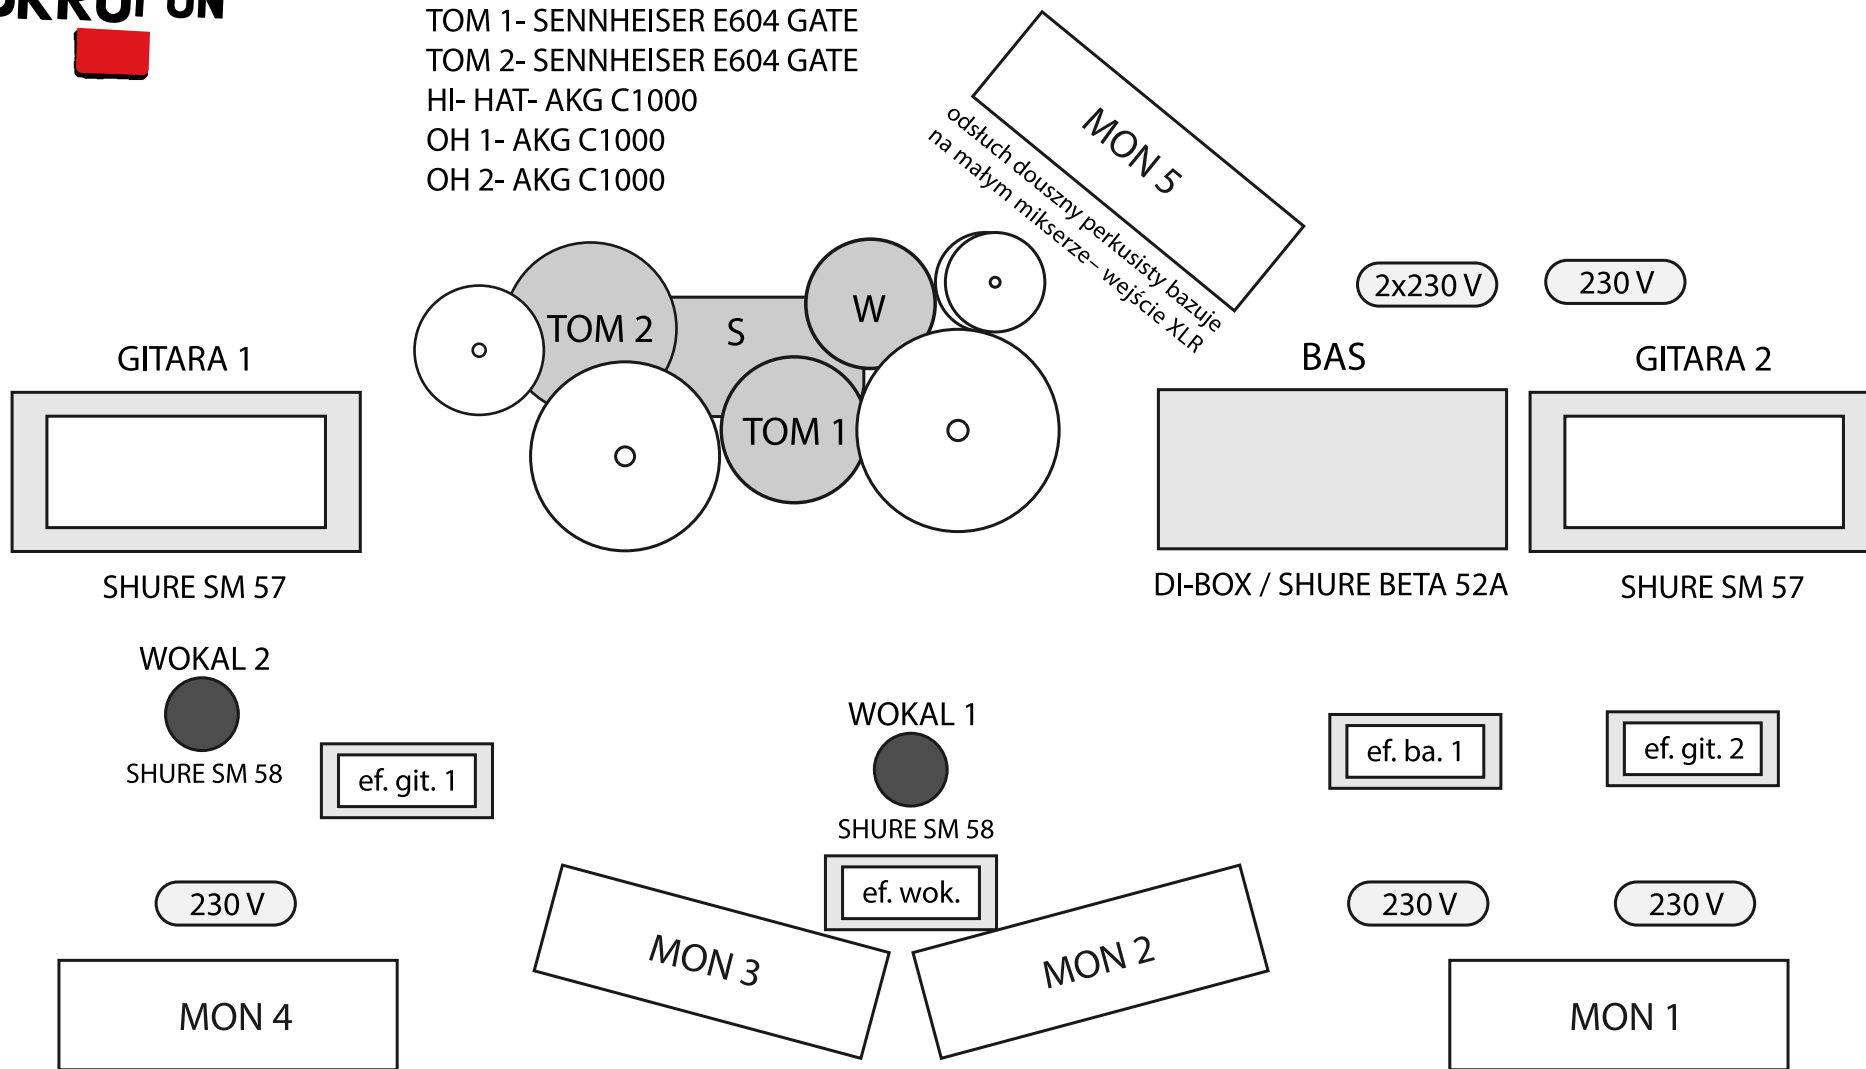 TOM 1- SENNHEISER E604 GATE
TOM 2- SENNHEISER E604 GATE
HI- HAT- AKG C1000
OH 1- AKG C1000
OH 2- AKG C1000
MON 5
odsłuch douszny perkusisty bazuje
na małym mikserze– wejście XLR
2x230 V
230 V
TOM 2
S
W
TOM 1
GITARA 1
BAS
GITARA 2
SHURE SM 57
DI-BOX / SHURE BETA 52A
SHURE SM 57
WOKAL 2
SHURE SM 58
ef. git. 1
WOKAL 1
SHURE SM 58
ef. wok.
ef. ba. 1
ef. git. 2
230 V
230 V
230 V
MON 4
MON 3
MON 2
MON 1